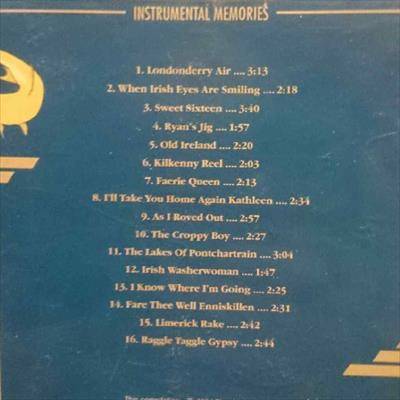 INSTRUMENTAL MEMORIES
1. Londonderry Air .... 3:13
2. When Irish Eyes Are Smiling .... 2:18
3. Sweet Sixteen .... 3:40
4. Ryan's Jig .... 1:57
5. Old Ireland .... 2:20
6. Kilkenny Reel .... 2:03
7. Faerie Queen .... 2:13
8. I'll Take You Home Again Kathleen .... 2:34
9. As I Roved Out .... 2:57
10. The Croppy Boy .... 2:27
11. The Lakes Of Pontchartrain .... 3:04
12. Irish Washerwoman .... 1:47
13. I Know Where I'm Going .... 2:25
14. Fare Thee Well Enniskillen .... 2:31
15. Limerick Rake .... 2:42
16. Raggle Taggle Gypsy .... 2:44